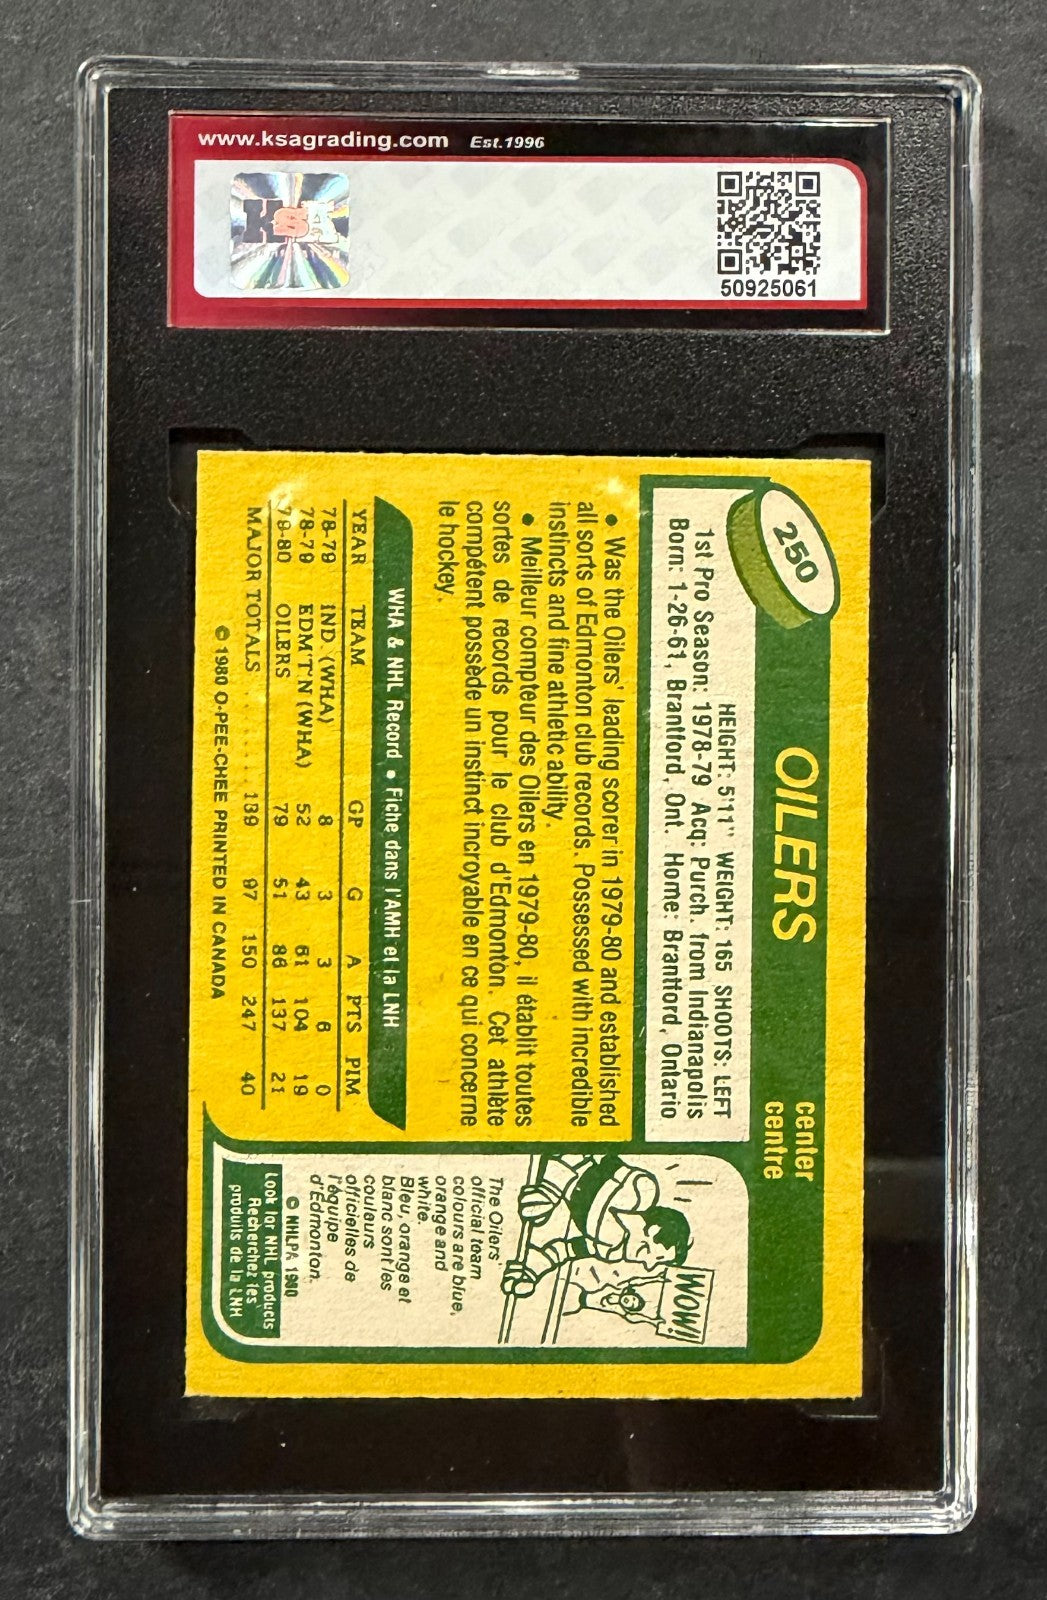 www.ksagrading.com Est.1996
KSA
50925061
250
OILERS
center
centre
HEIGHT: 5'11" WEIGHT: 165 SHOOTS: LEFT
1st Pro Season: 1978-79 Acq: Purch. from Indianapolis
Born: 1-26-61, Brantford, Ont. Home: Brantford, Ontario
• Was the Oilers' leading scorer in 1979-80 and established
all sorts of Edmonton club records. Possessed with incredible
instincts and fine athletic ability.
• Meilleur compteur des Oilers en 1979-80, il établit toutes
sortes de records pour le club d'Edmonton. Cet athlète
compétent possède un instinct incroyable en ce qui concerne
le hockey.
WHA & NHL Record • Fiche dans l'AMH et la LNH
YEAR TEAM GP G A PTS PIM
78-79 IND (WHA) 8 3 3 6 0
78-79 EDM'T'N (WHA) 52 43 61 104 19
79-80 OILERS 79 51 86 137 21
MAJOR TOTALS ...... 139 97 150 247 40
© 1980 O-PEE-CHEE PRINTED IN CANADA
WOW!
The Oilers'
official team
colours are blue,
orange and
white.
Bleu, orange et
blanc sont les
couleurs
officielles de
l'équipe
d'Edmonton.
© NHLPA 1980
Look for NHL products
Recherchez les
produits de la LNH